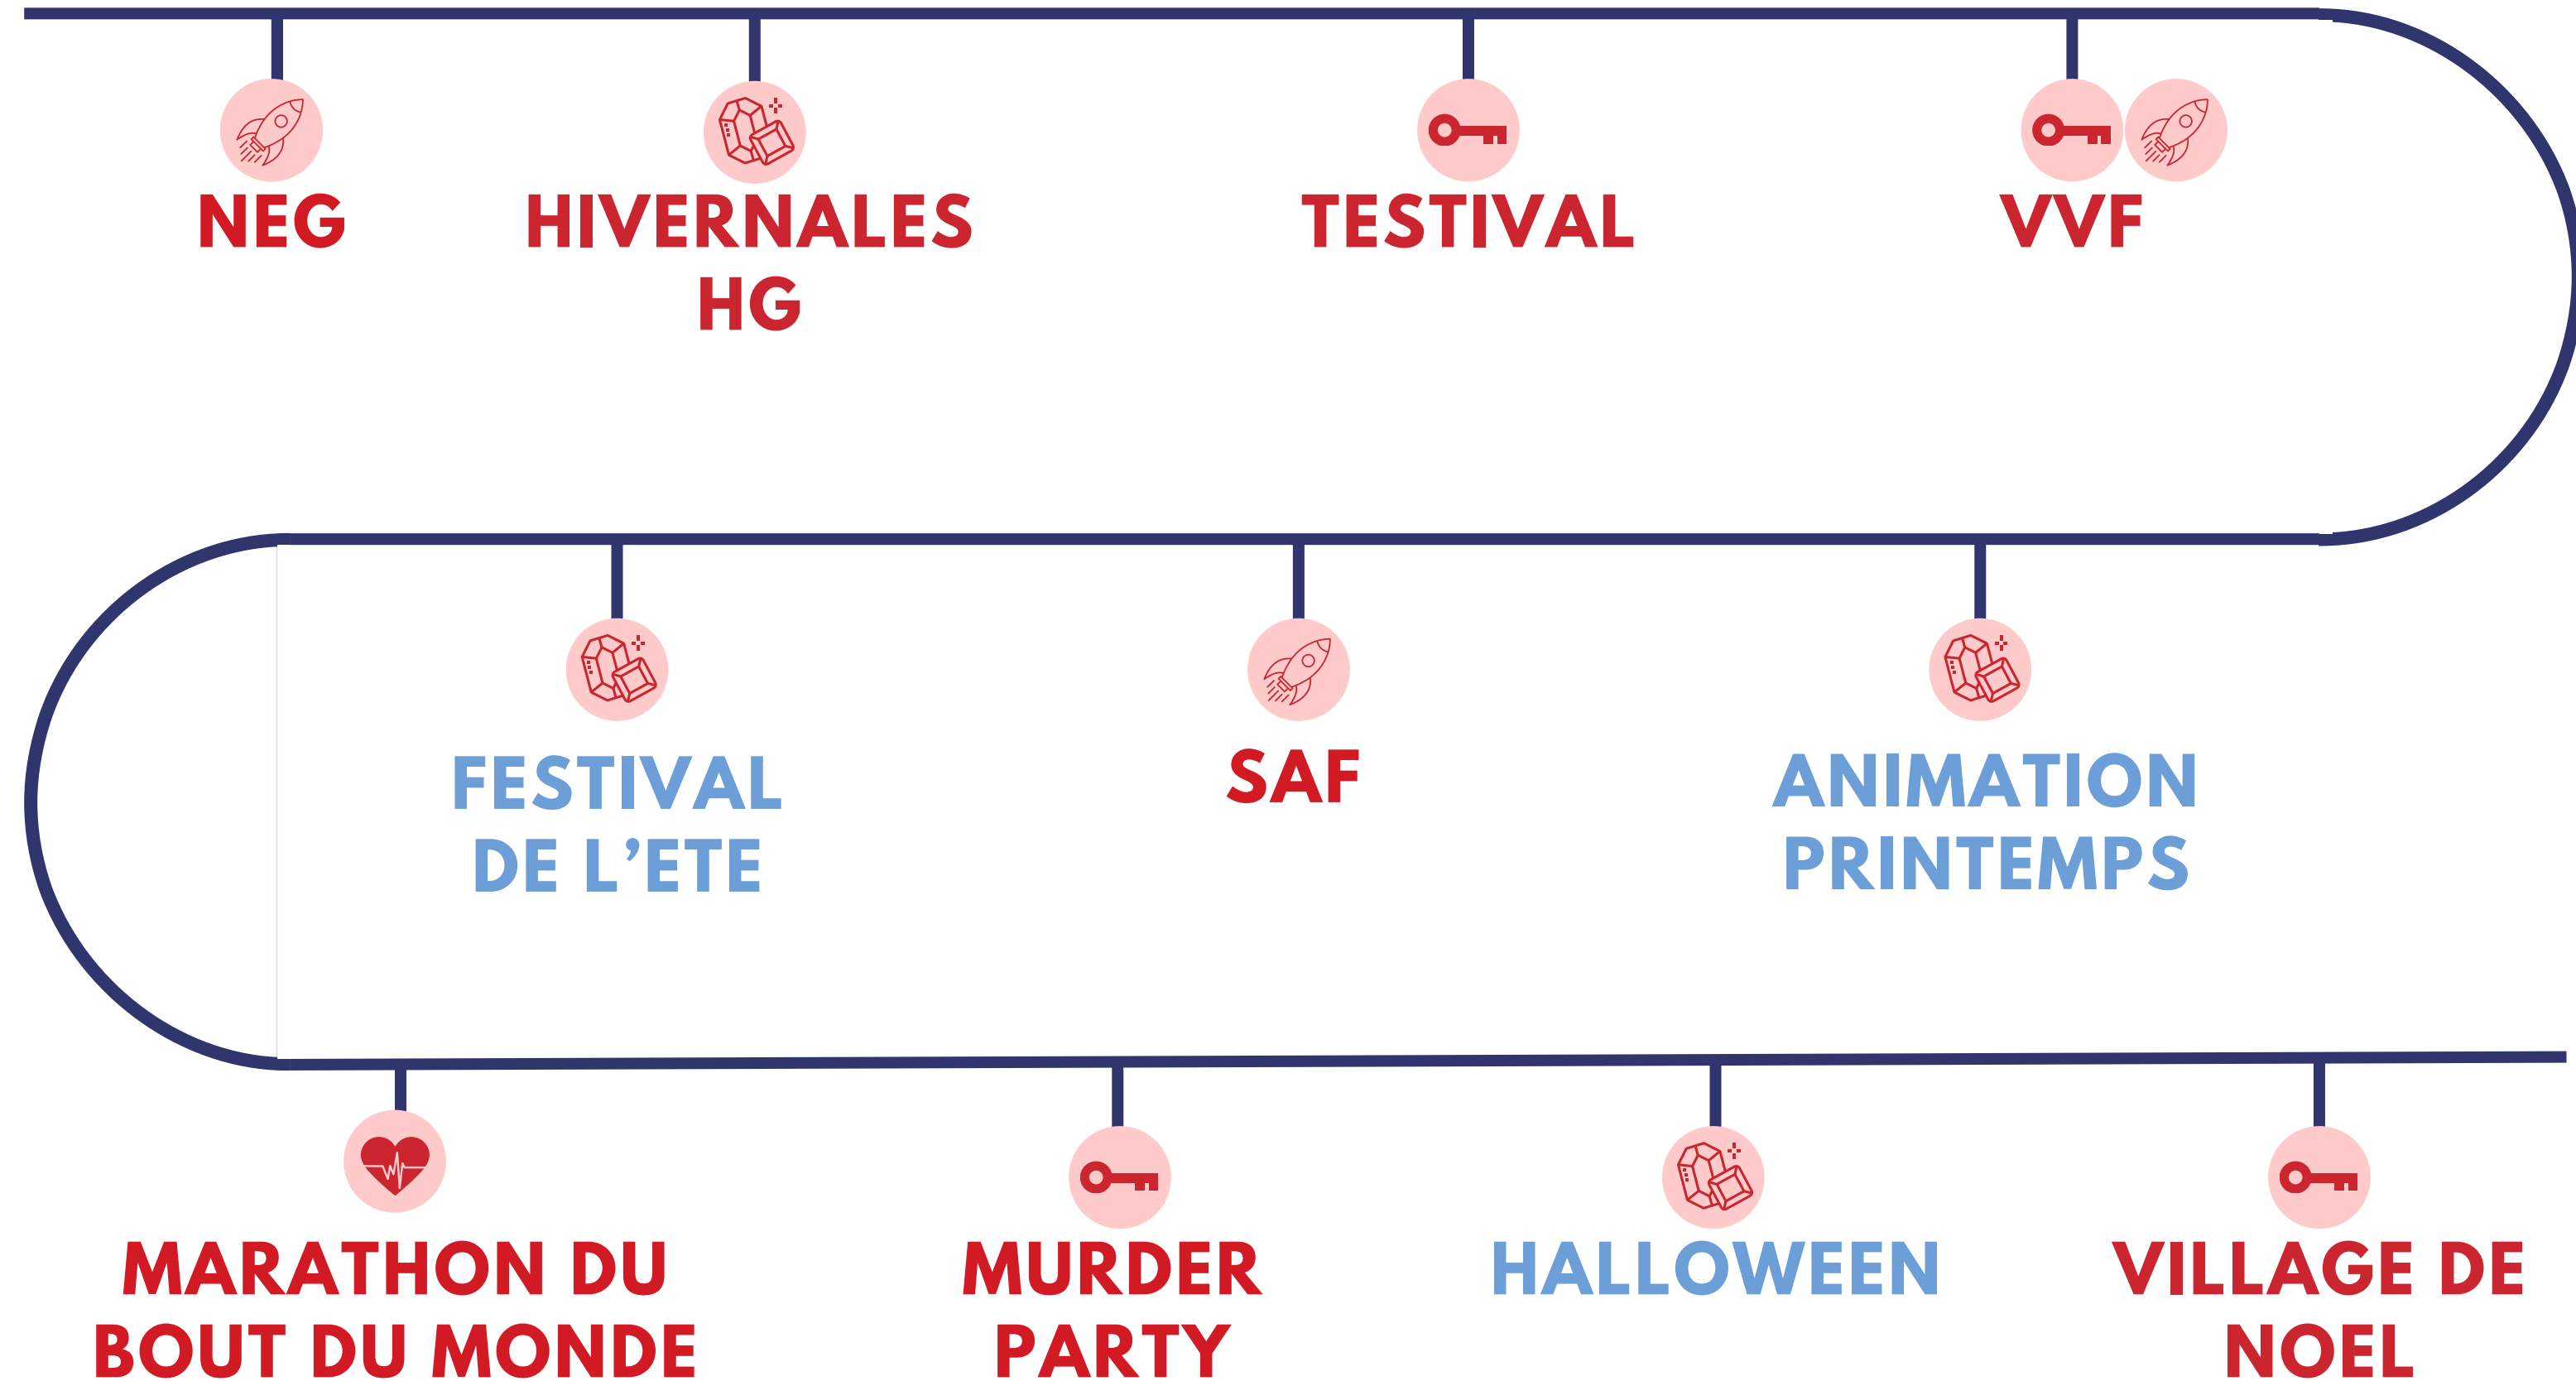 NEG
HIVERNALES
HG
TESTIVAL
VVF
FESTIVAL
DE L'ETE
SAF
ANIMATION
PRINTEMPS
MARATHON DU
BOUT DU MONDE
MURDER
PARTY
HALLOWEEN
VILLAGE DE
NOEL